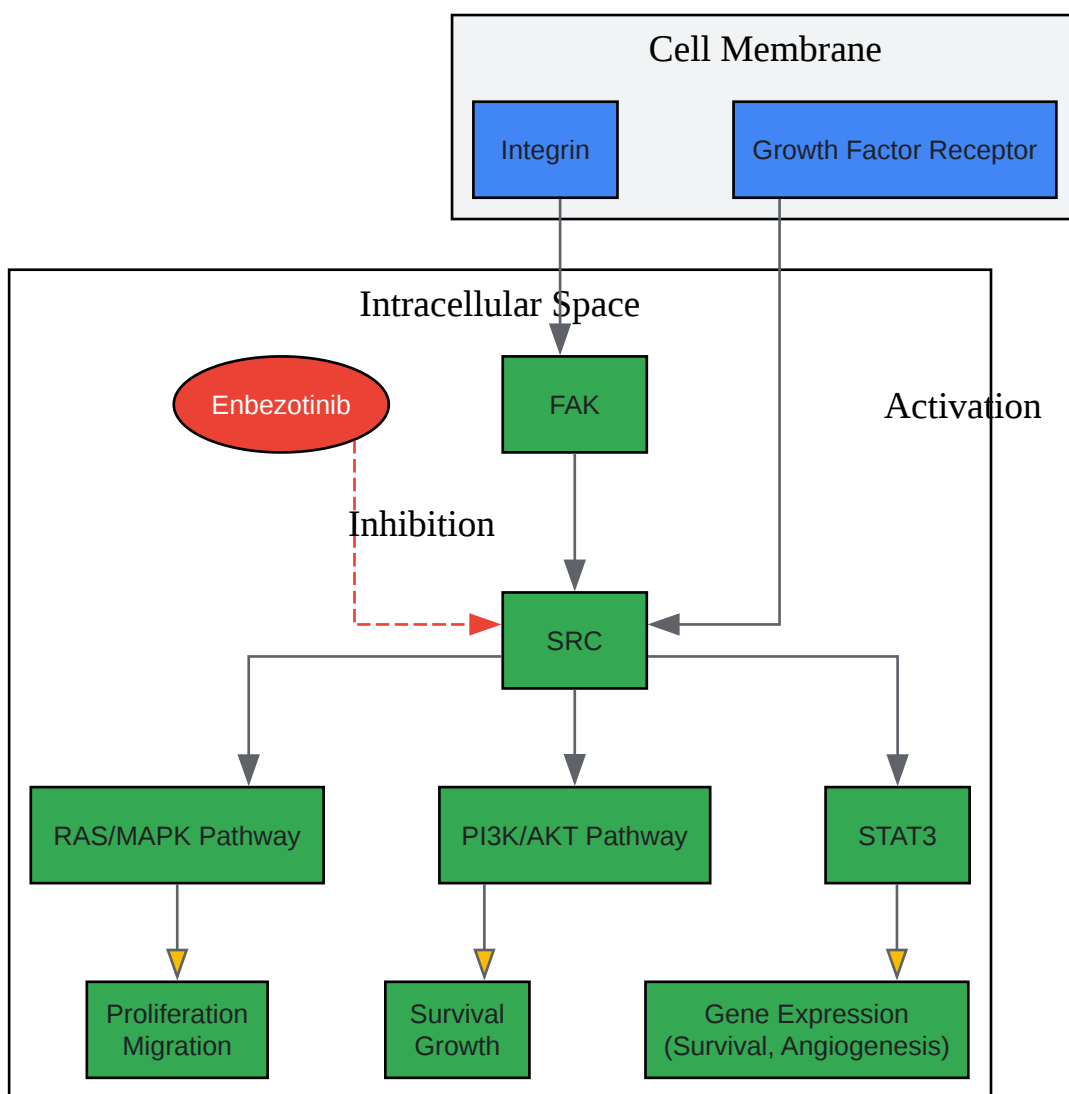 Cell Membrane
Integrin
Growth Factor Receptor
Intracellular Space
Enbezotinib
FAK
Activation
Inhibition
SRC
RAS/MAPK Pathway
PI3K/AKT Pathway
STAT3
Proliferation
Migration
Survival
Growth
Gene Expression
(Survival, Angiogenesis)